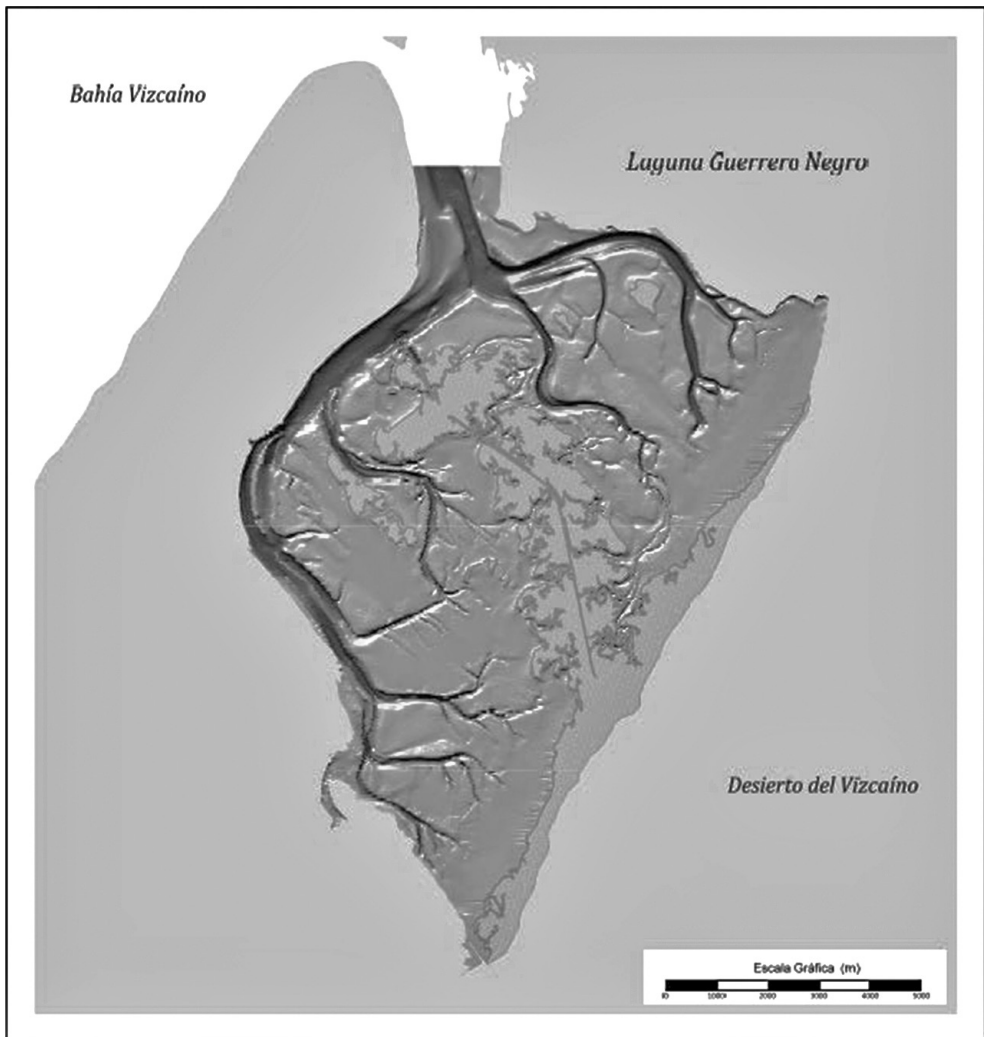 Bahía Vizcaíno
Laguna Guerrero Negro
Desierto del Vizcaíno
Escala Gráfica (m)
0 1000 2000 3000 4000 5000